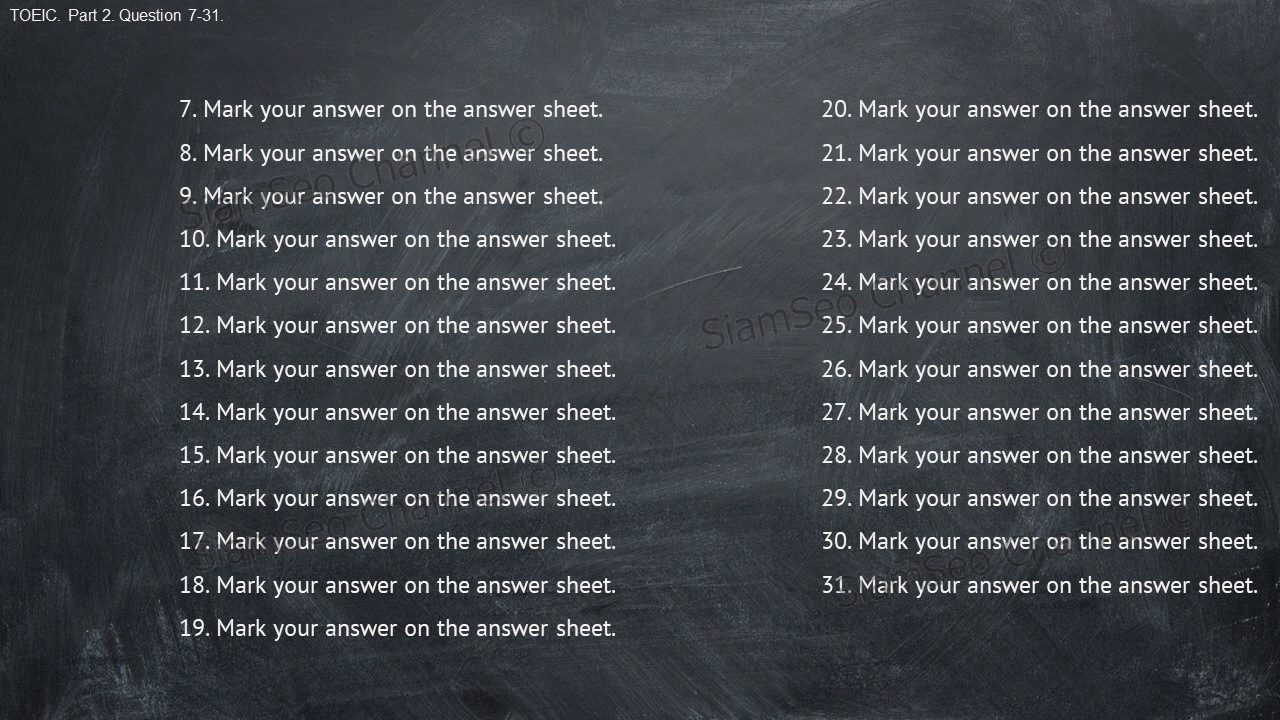 TOEIC. Part 2. Question 7-31.
7. Mark your answer on the answer sheet.
8. Mark your answer on the answer sheet.
9. Mark your answer on the answer sheet.
10. Mark your answer on the answer sheet.
11. Mark your answer on the answer sheet.
12. Mark your answer on the answer sheet.
13. Mark your answer on the answer sheet.
14. Mark your answer on the answer sheet.
15. Mark your answer on the answer sheet.
16. Mark your answer on the answer sheet.
17. Mark your answer on the answer sheet.
18. Mark your answer on the answer sheet.
19. Mark your answer on the answer sheet.
20. Mark your answer on the answer sheet.
21. Mark your answer on the answer sheet.
22. Mark your answer on the answer sheet.
23. Mark your answer on the answer sheet.
24. Mark your answer on the answer sheet.
25. Mark your answer on the answer sheet.
26. Mark your answer on the answer sheet.
27. Mark your answer on the answer sheet.
28. Mark your answer on the answer sheet.
29. Mark your answer on the answer sheet.
30. Mark your answer on the answer sheet.
31. Mark your answer on the answer sheet.
SiamSeo Channel ©
SiamSeo Channel ©
SiamSeo Channel ©
SiamSeo Channel ©